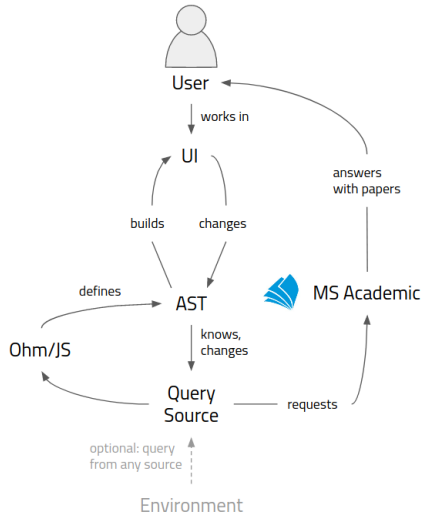 User
works in
UI
answers
with papers
builds
changes
defines
AST
MS Academic
knows,
changes
Ohm/JS
Query
Source
requests
optional: query
from any source
Environment